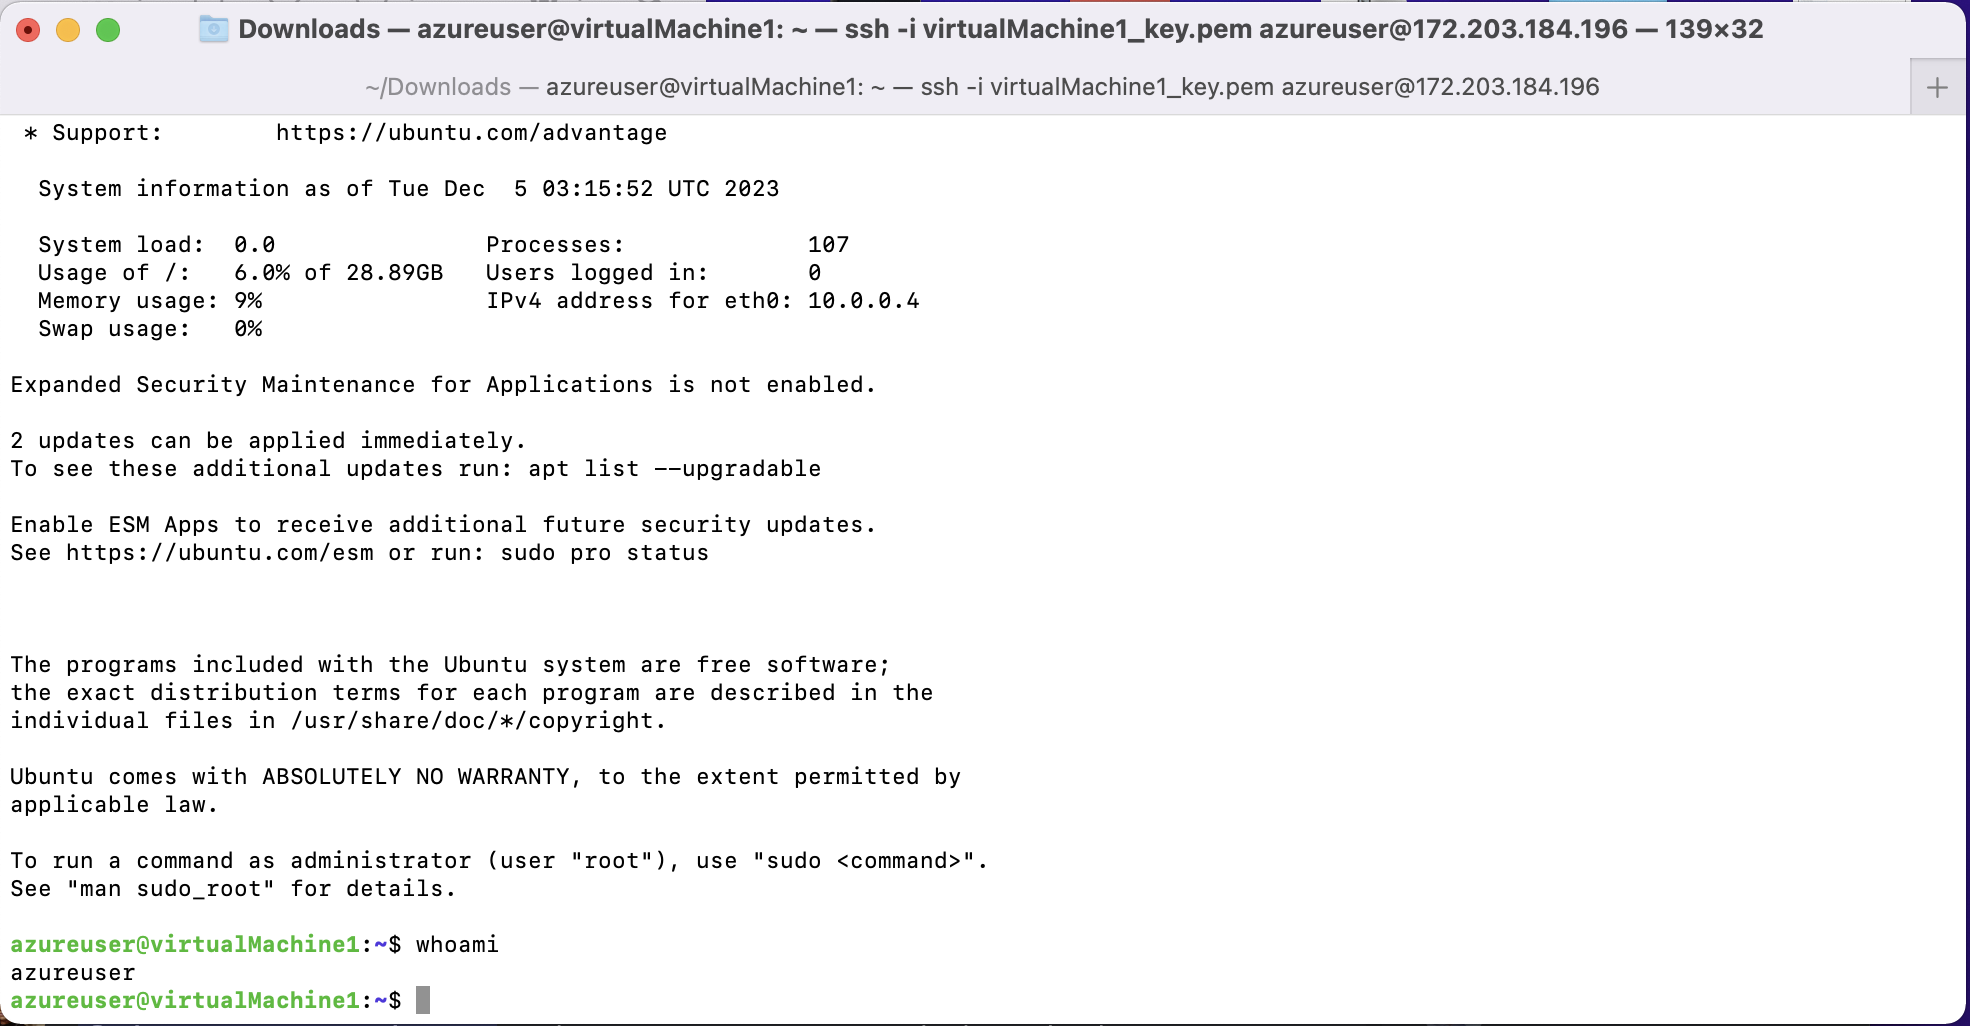 Downloads — azureuser@virtualMachine1: ~ — ssh -i virtualMachine1_key.pem azureuser@172.203.184.196 — 139×32
~/Downloads — azureuser@virtualMachine1: ~ — ssh -i virtualMachine1_key.pem azureuser@172.203.184.196
* Support:        https://ubuntu.com/advantage
System information as of Tue Dec  5 03:15:52 UTC 2023
System load:  0.0               Processes:             107
Usage of /:   6.0% of 28.89GB   Users logged in:       0
Memory usage: 9%                IPv4 address for eth0: 10.0.0.4
Swap usage:   0%
Expanded Security Maintenance for Applications is not enabled.
2 updates can be applied immediately.
To see these additional updates run: apt list --upgradable
Enable ESM Apps to receive additional future security updates.
See https://ubuntu.com/esm or run: sudo pro status
The programs included with the Ubuntu system are free software;
the exact distribution terms for each program are described in the
individual files in /usr/share/doc/*/copyright.
Ubuntu comes with ABSOLUTELY NO WARRANTY, to the extent permitted by
applicable law.
To run a command as administrator (user "root"), use "sudo <command>".
See "man sudo_root" for details.
azureuser@virtualMachine1:~$ whoami
azureuser
azureuser@virtualMachine1:~$